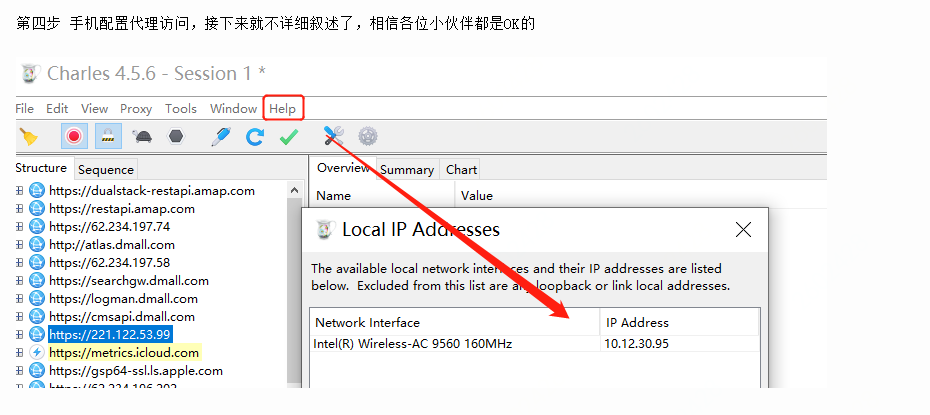 第四步 手机配置代理访问，接下来就不详细叙述了，相信各位小伙伴都是OK的
Charles 4.5.6 - Session 1 *
File Edit View Proxy Tools Window Help
Structure Sequence
Overview Summary Chart
Name Value
https://dualstack-restapi.amap.com
https://restapi.amap.com
https://62.234.197.74
http://atlas.dmall.com
https://62.234.197.58
https://searchgw.dmall.com
https://logman.dmall.com
https://cmsapi.dmall.com
https://221.122.53.99
https://metrics.icloud.com
https://gsp64-ssl.ls.apple.com
Local IP Addresses
The available local network interfaces and their IP addresses are listed
below. Excluded from this list are any loopback or link local addresses.
Network Interface IP Address
Intel(R) Wireless-AC 9560 160MHz 10.12.30.95